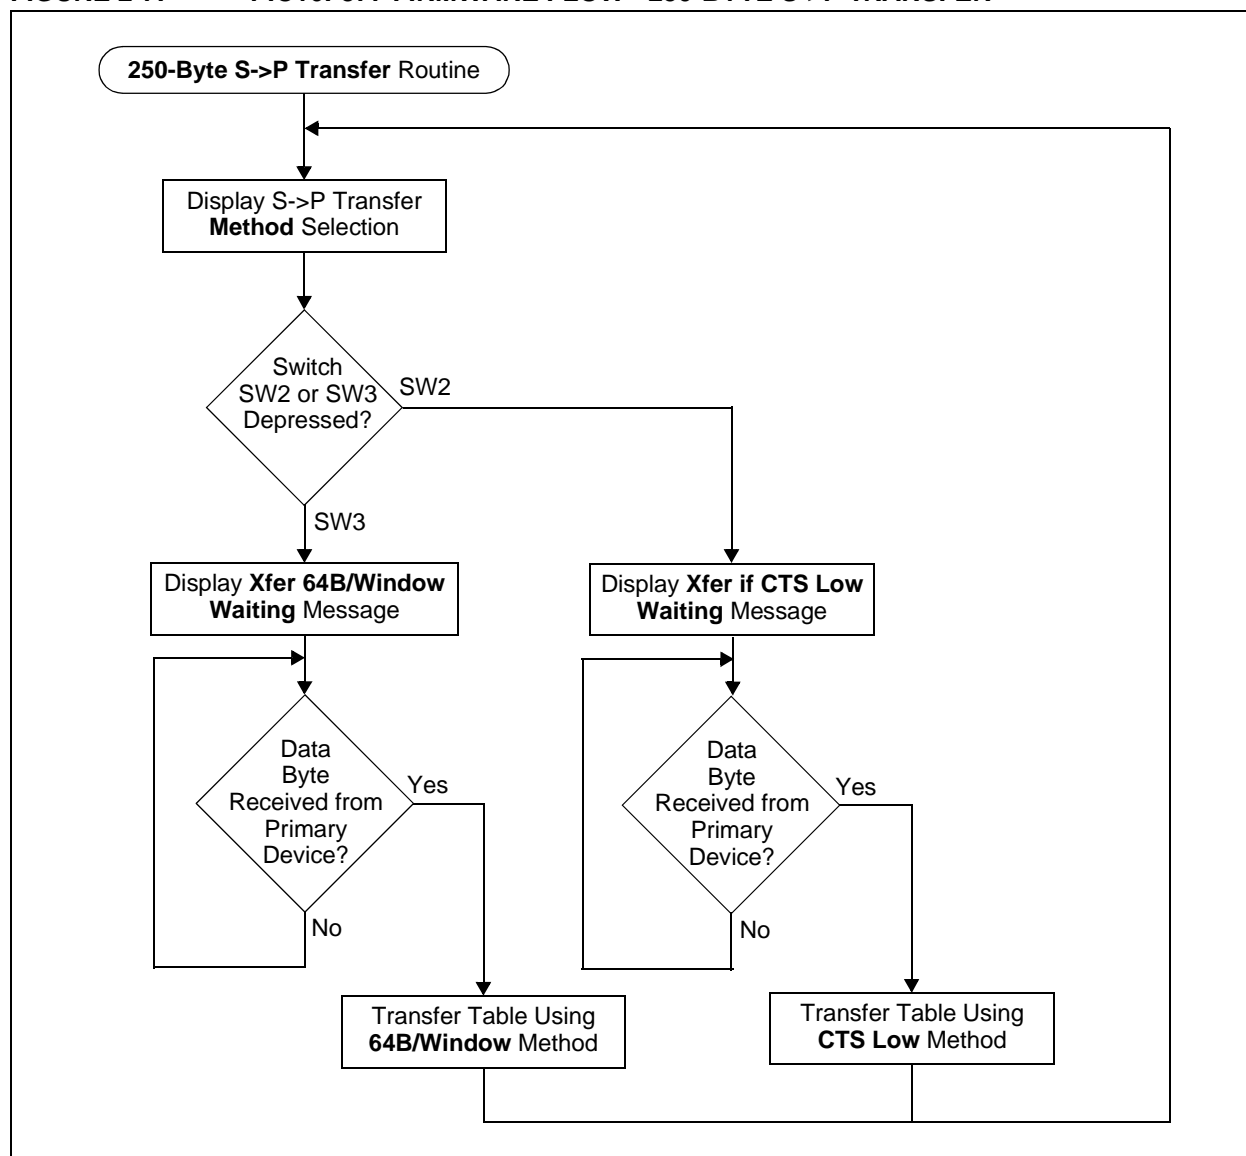 250-Byte S->P Transfer Routine
Display S->P Transfer
Method Selection
Switch
SW2 or SW3
Depressed?
SW2
SW3
Display Xfer 64B/Window
Waiting Message
Display Xfer if CTS Low
Waiting Message
Data
Byte
Received from
Primary
Device?
Yes
No
Data
Byte
Received from
Primary
Device?
Yes
No
Transfer Table Using
64B/Window Method
Transfer Table Using
CTS Low Method